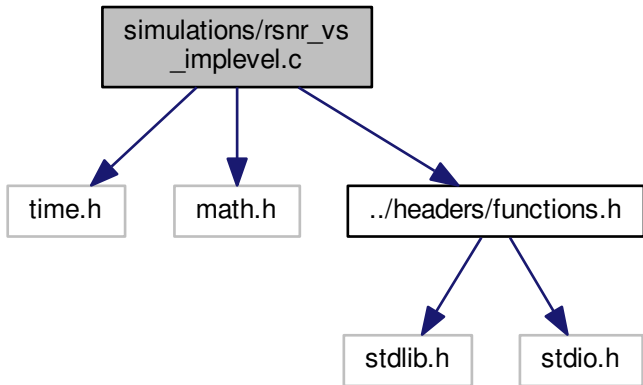 simulations/rsnr_vs
_implevel.c
time.h
math.h
../headers/functions.h
stdlib.h
stdio.h